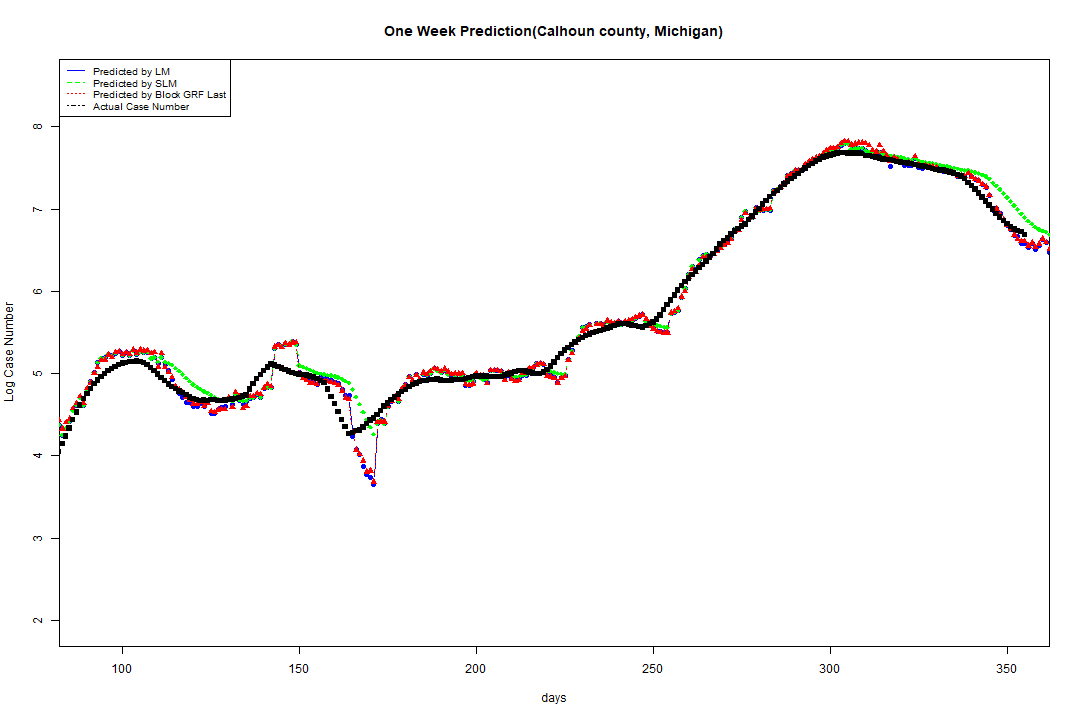 One Week Prediction(Calhoun county, Michigan)
Predicted by LM
Predicted by SLM
Predicted by Block GRF Last
Actual Case Number
8
7
6
5
4
3
2
Log Case Number
100 150 200 250 300 350
days